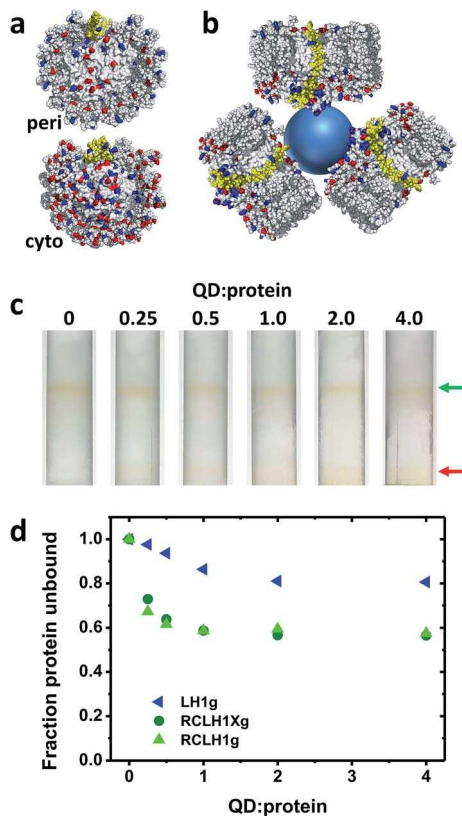 a
b
peri
cyto
c
QD:protein
0 0.25 0.5 1.0 2.0 4.0
d
Fraction protein unbound
1.0
0.8
0.6
0.4
0.2
0.0
LH1g
RCLH1Xg
RCLH1g
0 1 2 3 4
QD:protein